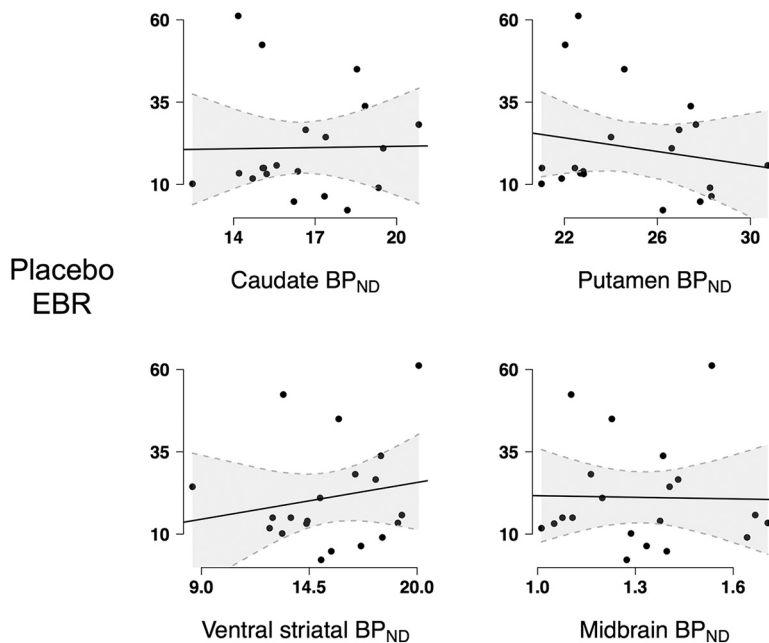 60
35
10
14 17 20
Caudate BPND
60
35
10
22 26 30
Putamen BPND
Placebo
EBR
60
35
10
9.0 14.5 20.0
Ventral striatal BPND
60
35
10
1.0 1.3 1.6
Midbrain BPND